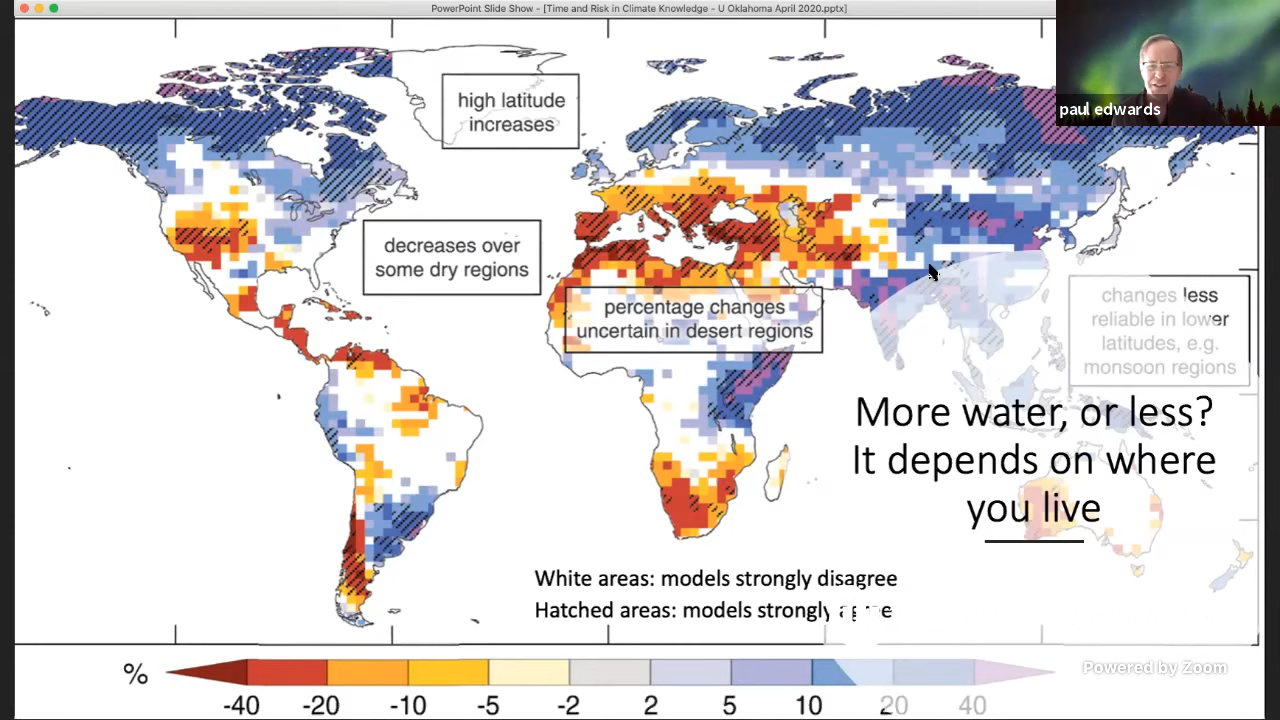 PowerPoint Slide Show - [Time and Risk in Climate Knowledge - U Oklahoma April 2020.pptx]
paul edwards
high latitude
increases
decreases over
some dry regions
percentage changes
uncertain in desert regions
changes less
reliable in lower
latitudes, e.g.
monsoon regions
More water, or less?
It depends on where
you live
White areas: models strongly disagree
Hatched areas: models strongly agree
Powered by Zoom
%
-40 -20 -10 -5 -2 2 5 10 20 40